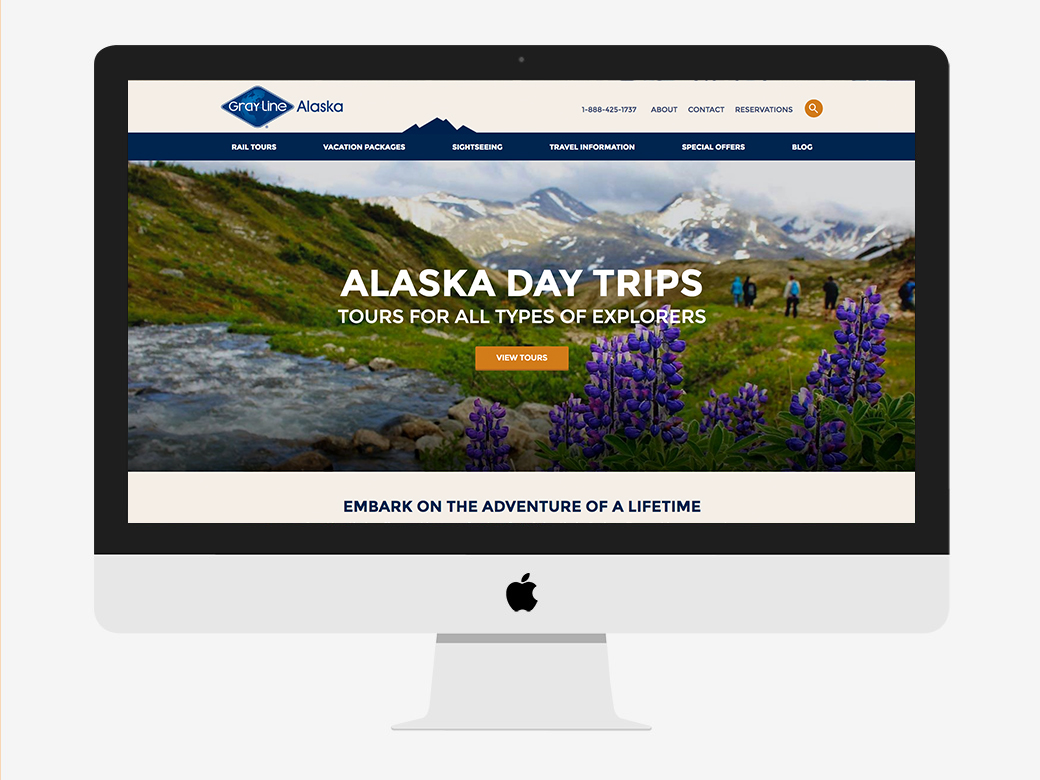 Gray Line Alaska
1-888-425-1737 ABOUT CONTACT RESERVATIONS
RAIL TOURS VACATION PACKAGES SIGHTSEEING TRAVEL INFORMATION SPECIAL OFFERS BLOG
ALASKA DAY TRIPS
TOURS FOR ALL TYPES OF EXPLORERS
VIEW TOURS
EMBARK ON THE ADVENTURE OF A LIFETIME